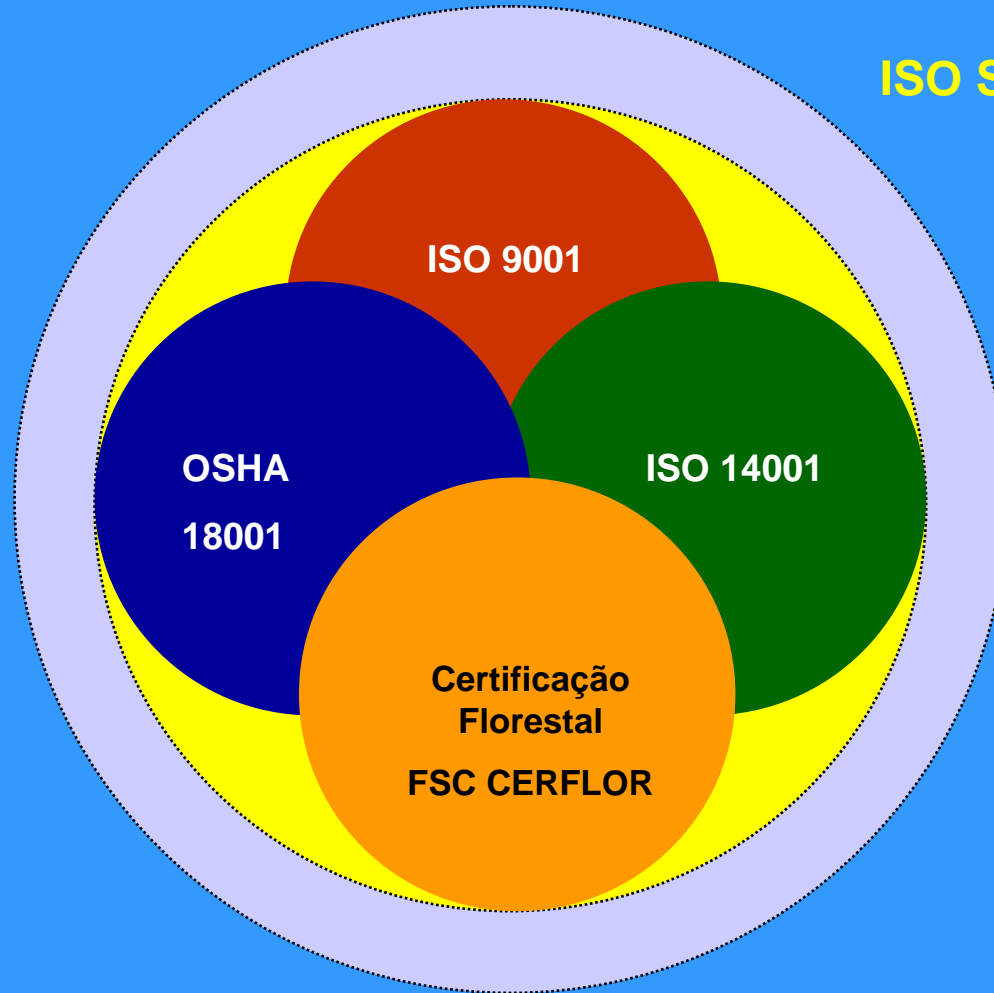 ISO S
ISO 9001
OSHA
18001
ISO 14001
Certificação
Florestal
FSC CERFLOR